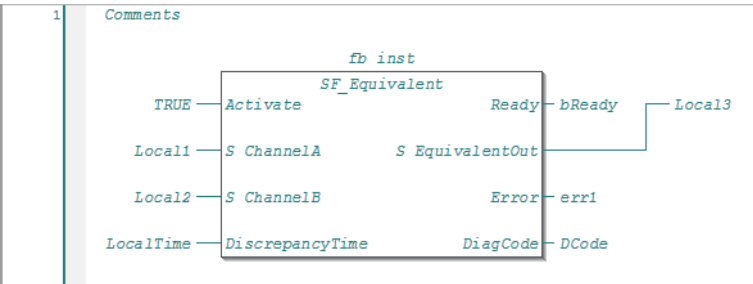 1 Comments
fb inst
SF_Equivalent
TRUE Activate Ready bReady Local3
Local1 S ChannelA S EquivalentOut
Local2 S ChannelB Error err1
LocalTime DiscrepancyTime DiagCode DCode